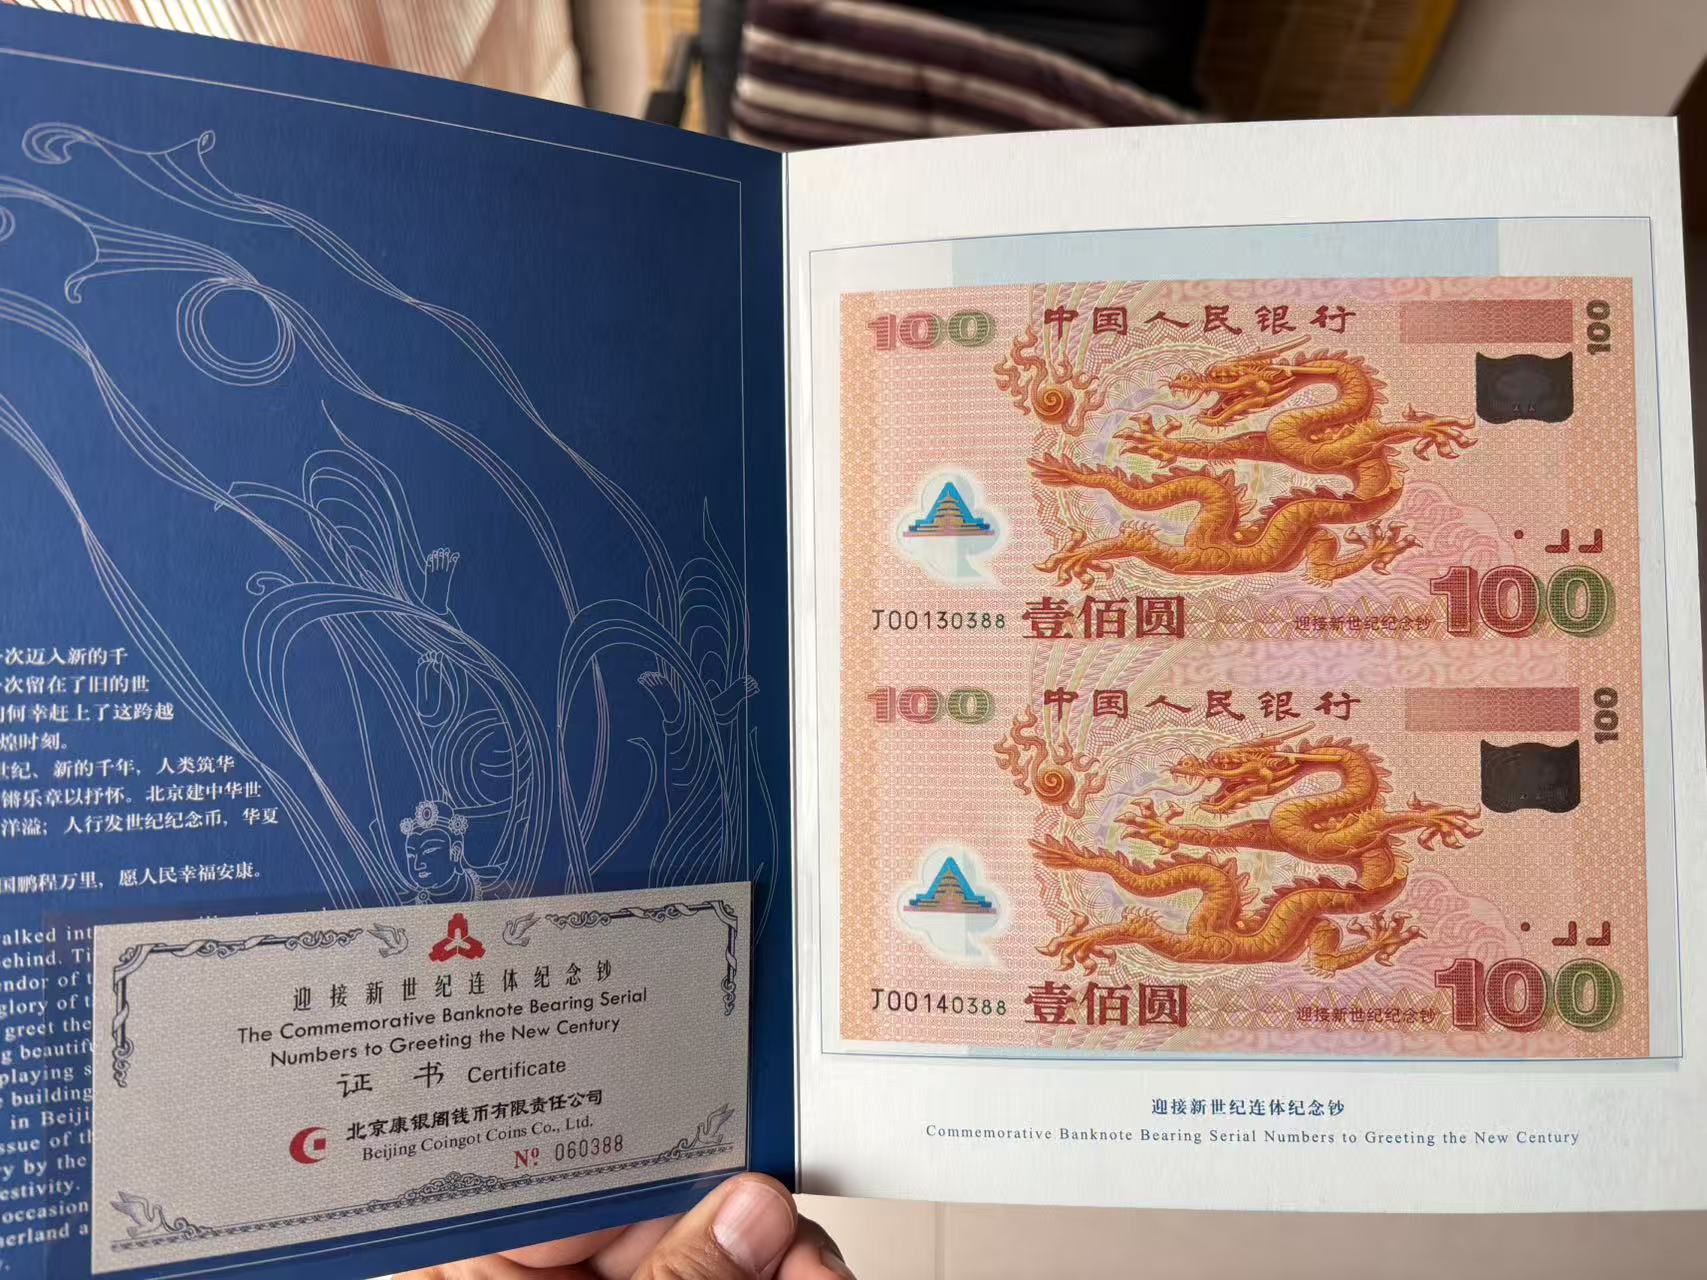 次迈入新的千
次留在了旧的世
何幸赶上了这跨越
煌时刻。
世纪、新的千年，人类筑华
锵乐章以抒怀。北京建中华世
洋溢；人行发世纪纪念币，华夏
国鹏程万里，愿人民幸福安康。
alked int
ehind. Ti
endor of t
glory of t
greet the
g beautifu
playing s
building
in Beiji
ssue of th
ry by the
estivity.
occasion
herland a
迎接新世纪连体纪念钞
The Commemorative Banknote Bearing Serial
Numbers to Greeting the New Century
证书 Certificate
北京康银阁钱币有限责任公司
Beijing Coingot Coins Co., Ltd.
Nº 060388
100 中国人民银行 100
J00130388 壹佰圆 迎接新世纪纪念钞 100
100 中国人民银行 100
J00140388 壹佰圆 迎接新世纪纪念钞 100
迎接新世纪连体纪念钞
Commemorative Banknote Bearing Serial Numbers to Greeting the New Century